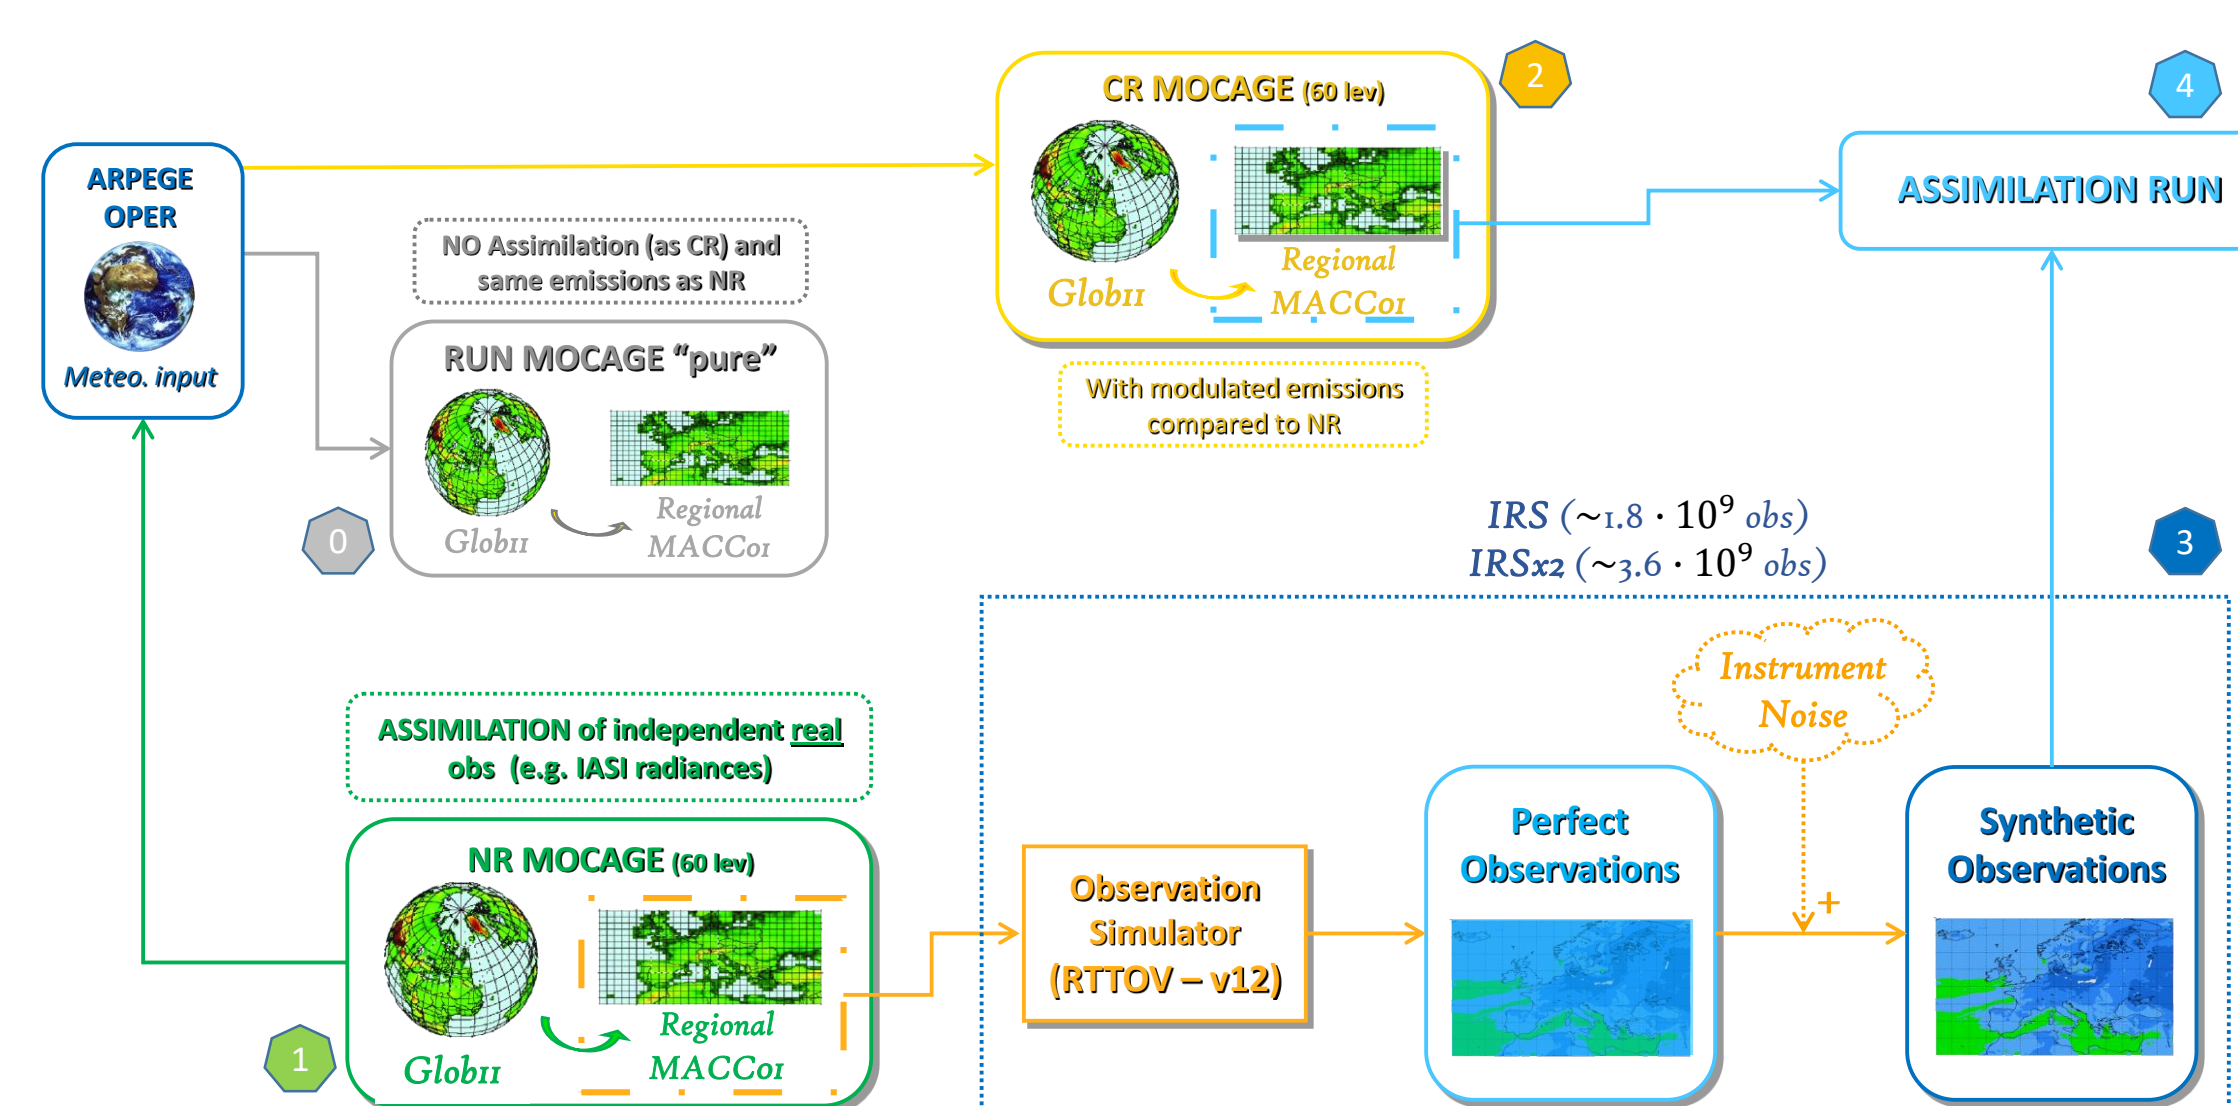 ARPEGE
OPER
Meteo. input
NO Assimilation (as CR) and
same emissions as NR
RUN MOCAGE “pure”
Glob11
Regional
MACC01
0
CR MOCAGE (60 lev)
Glob11
Regional
MACC01
2
With modulated emissions
compared to NR
4
ASSIMILATION RUN
IRS (~1.8 · 10⁹ obs)
IRSx2 (~3.6 · 10⁹ obs)
3
ASSIMILATION of independent real
obs (e.g. IASI radiances)
NR MOCAGE (60 lev)
Glob11
Regional
MACC01
1
Observation
Simulator
(RTTOV – v12)
Perfect
Observations
Instrument
Noise
+
Synthetic
Observations